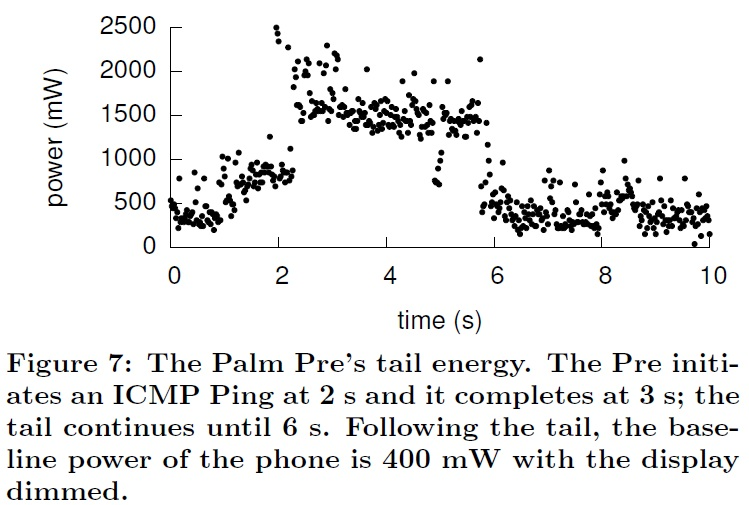 2500
2000
1500
1000
500
0
power (mW)
0 2 4 6 8 10
time (s)
Figure 7: The Palm Pre's tail energy. The Pre initi-
ates an ICMP Ping at 2 s and it completes at 3 s; the
tail continues until 6 s. Following the tail, the base-
line power of the phone is 400 mW with the display
dimmed.